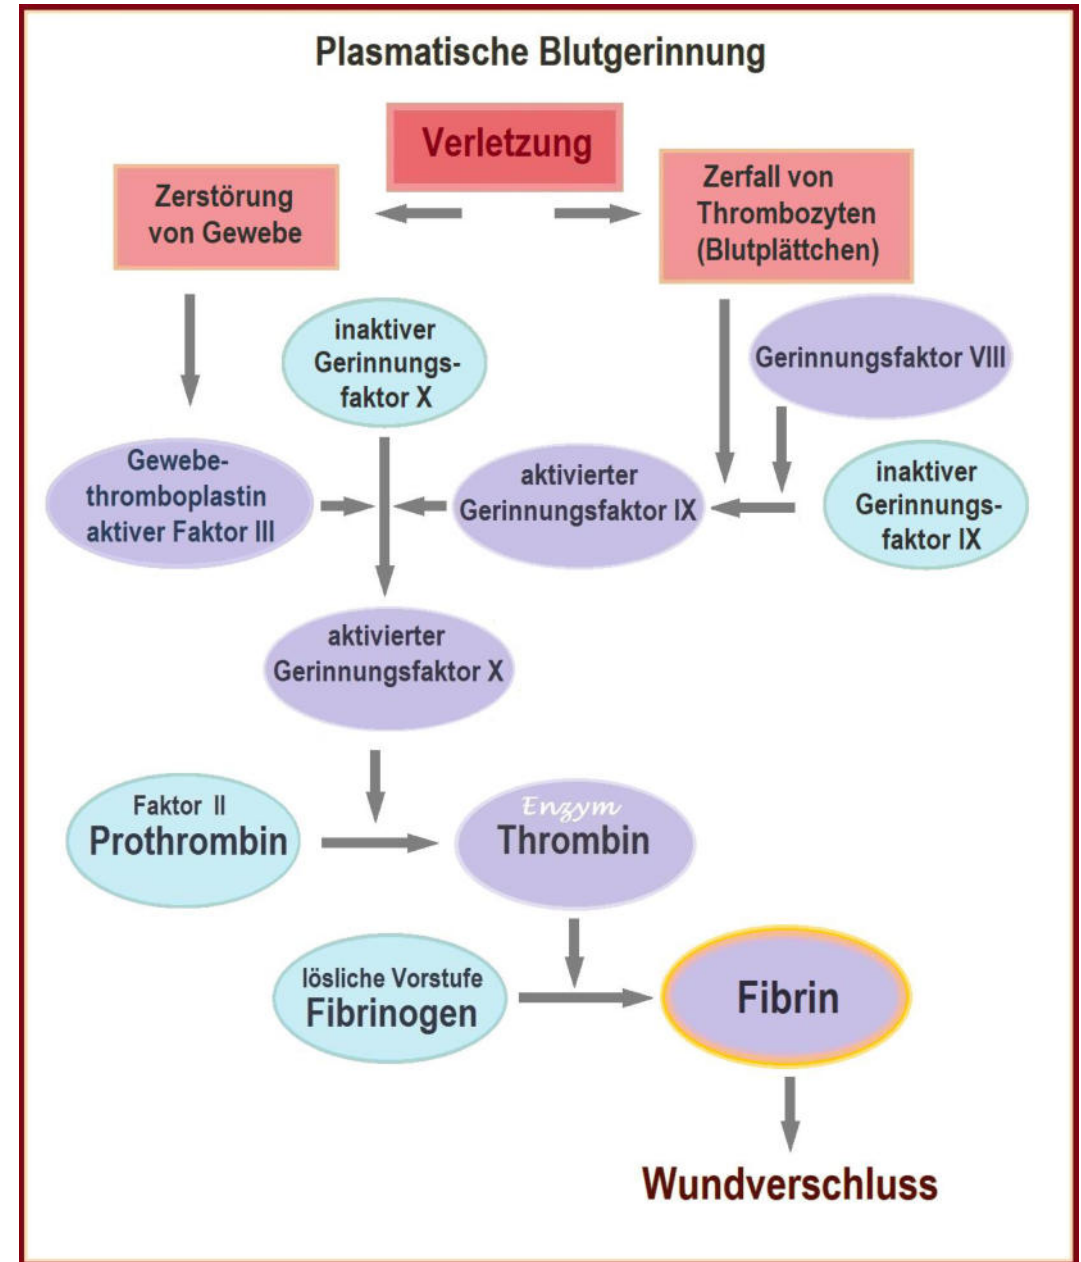 Plasmatische Blutgerinnung
Verletzung
Zerstörung
von Gewebe
Zerfall von
Thrombozyten
(Blutplättchen)
inaktiver
Gerinnungs-
faktor X
Gerinnungsfaktor VIII
Gewebe-
thromboplastin
aktiver Faktor III
aktivierter
Gerinnungsfaktor IX
inaktiver
Gerinnungs-
faktor IX
aktivierter
Gerinnungsfaktor X
Faktor II
Prothrombin
Enzym
Thrombin
lösliche Vorstufe
Fibrinogen
Fibrin
Wundverschluss